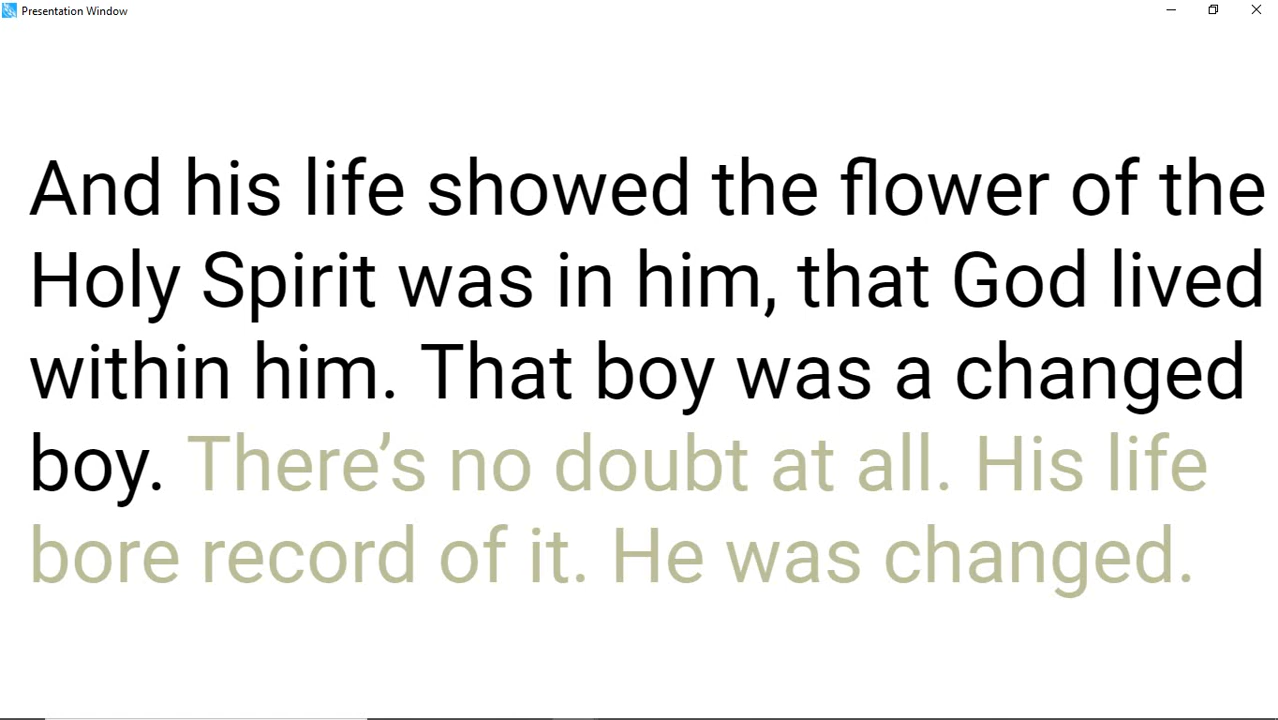 Presentation Window
And his life showed the flower of the
Holy Spirit was in him, that God lived
within him. That boy was a changed
boy. There’s no doubt at all. His life
bore record of it. He was changed.